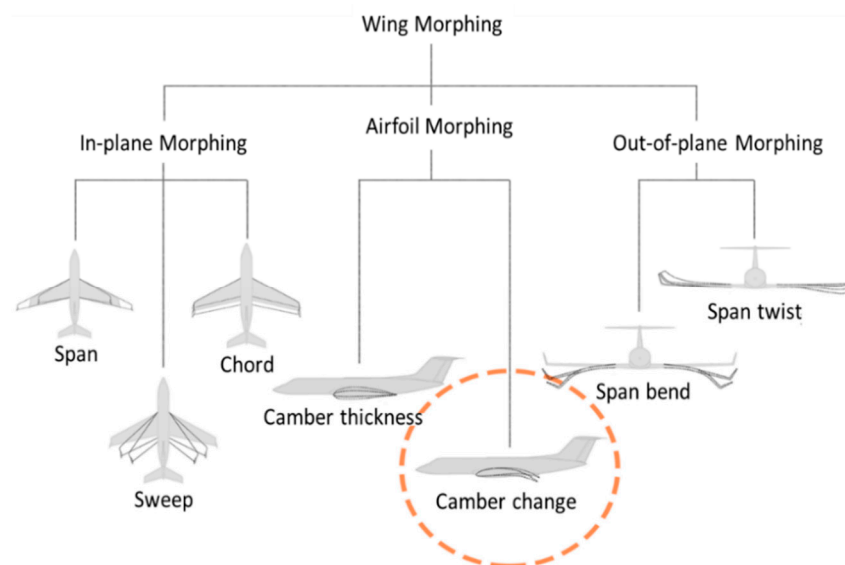 Wing Morphing
In-plane Morphing
Airfoil Morphing
Out-of-plane Morphing
Span
Sweep
Chord
Camber thickness
Camber change
Span bend
Span twist